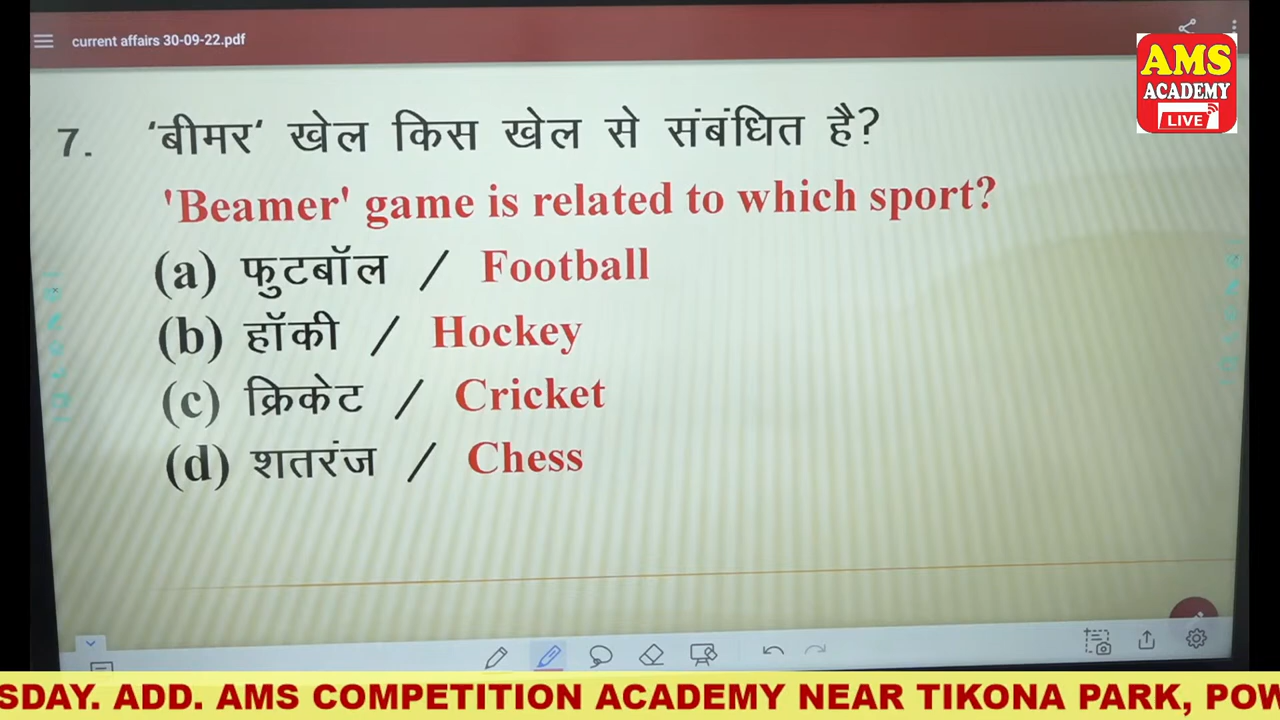 current affairs 30-09-22.pdf
AMS
ACADEMY
LIVE
7. 'बीमर' खेल किस खेल से संबंधित है?
'Beamer' game is related to which sport?
(a) फुटबॉल / Football
(b) हॉकी / Hockey
(c) क्रिकेट / Cricket
(d) शतरंज / Chess
SDAY. ADD. AMS COMPETITION ACADEMY NEAR TIKONA PARK, POW